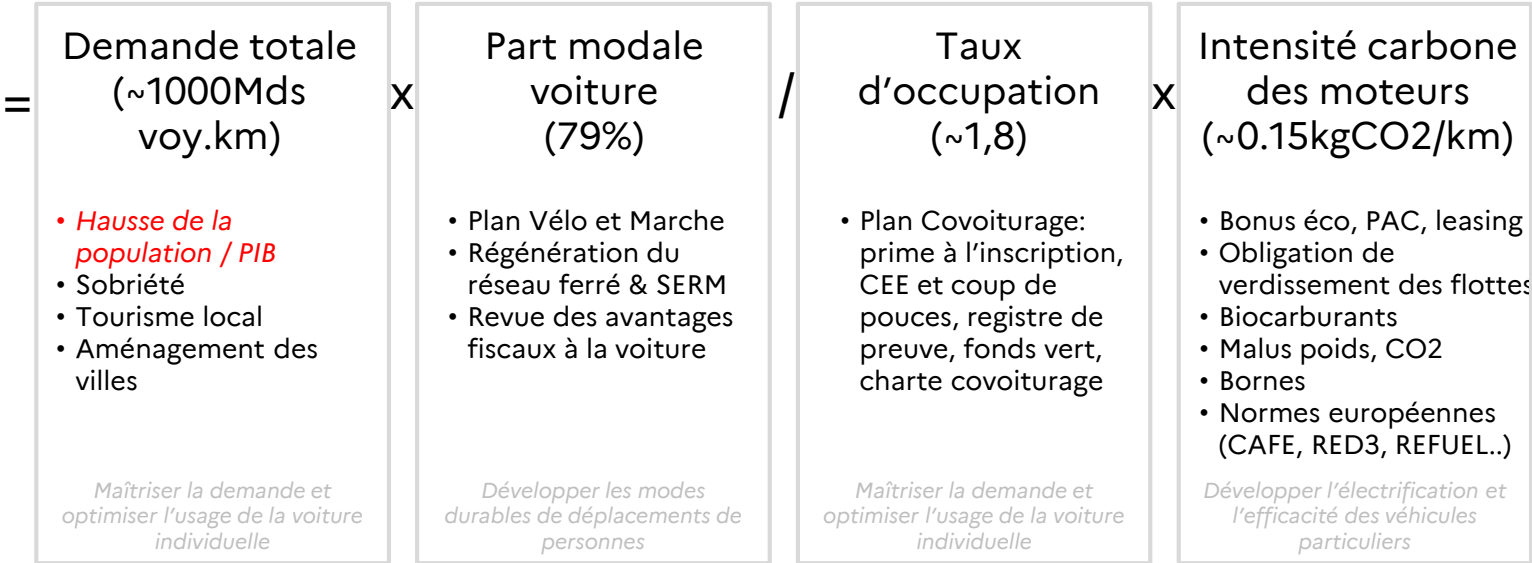 =
Demande totale
(~1000Mds
voy.km)
• Hausse de la
population / PIB
• Sobriété
• Tourisme local
• Aménagement des
villes
Maîtriser la demande et
optimiser l'usage de la voiture
individuelle
x
Part modale
voiture
(79%)
• Plan Vélo et Marche
• Régénération du
réseau ferré & SERM
• Revue des avantages
fiscaux à la voiture
Développer les modes
durables de déplacements de
personnes
/
Taux
d'occupation
(~1,8)
• Plan Covoiturage:
prime à l'inscription,
CEE et coup de
pouces, registre de
preuve, fonds vert,
charte covoiturage
Maîtriser la demande et
optimiser l'usage de la voiture
individuelle
x
Intensité carbone
des moteurs
(~0.15kgCO2/km)
• Bonus éco, PAC, leasing
• Obligation de
verdissement des flottes
• Biocarburants
• Malus poids, CO2
• Bornes
• Normes européennes
(CAFE, RED3, REFUEL..)
Développer l'électrification et
l'efficacité des véhicules
particuliers